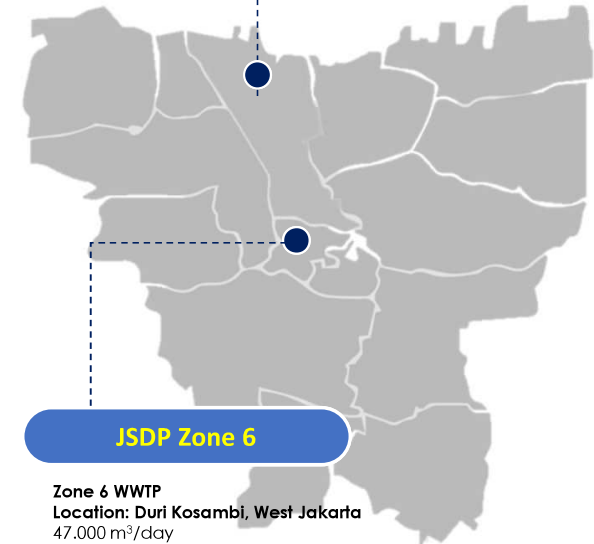 JSDP Zone 6
Zone 6 WWTP
Location: Duri Kosambi, West Jakarta
47.000 m³/day